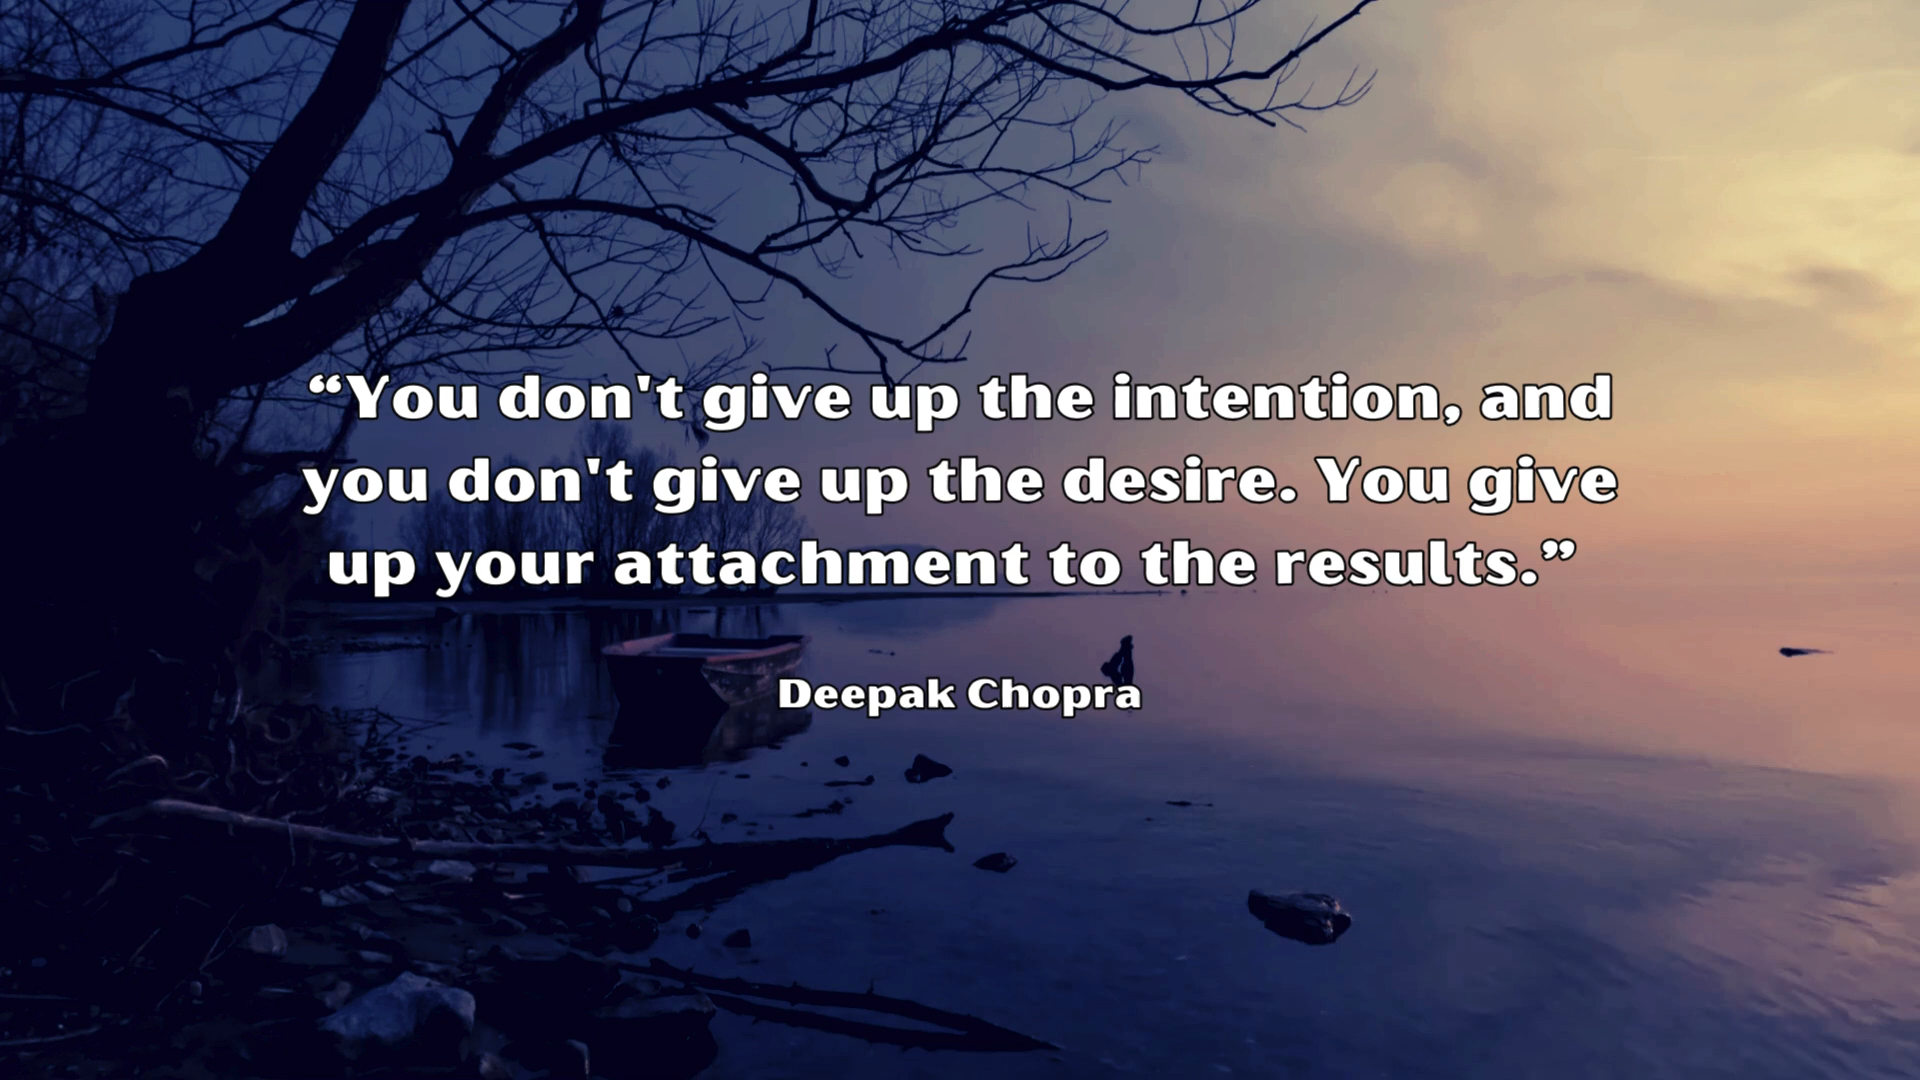 “You don't give up the intention, and
you don't give up the desire. You give
up your attachment to the results.”
Deepak Chopra